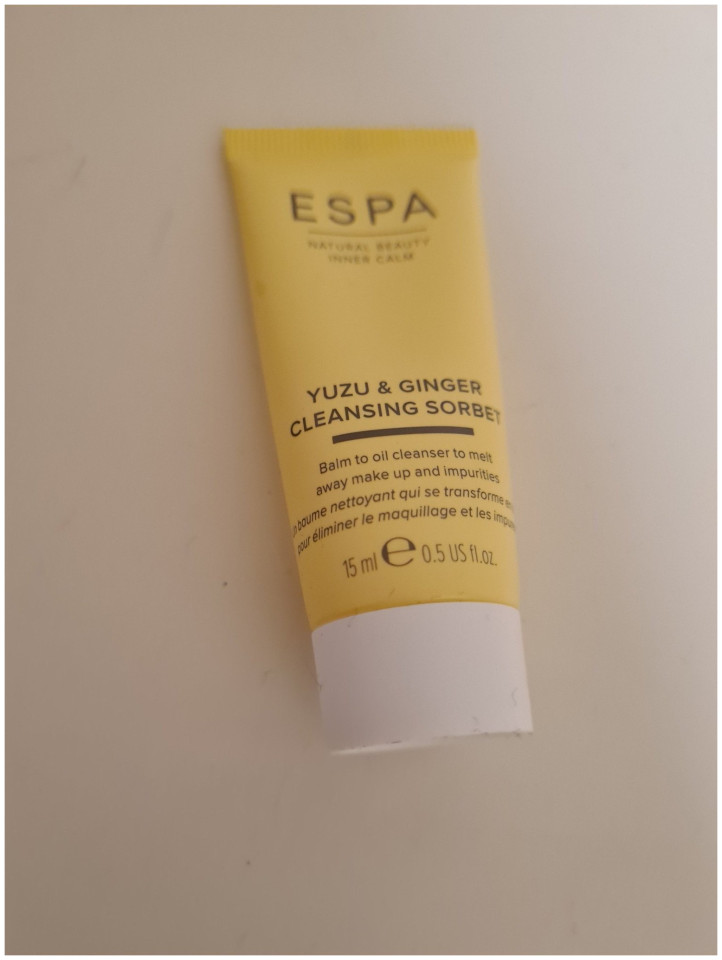 ESPA
NATURAL BEAUTY
INNER CALM
YUZU & GINGER
CLEANSING SORBET
Balm to oil cleanser to melt
away make up and impurities
baume nettoyant qui se transforme
pour éliminer le maquillage et les
15 ml e 0.5 US fl.oz.